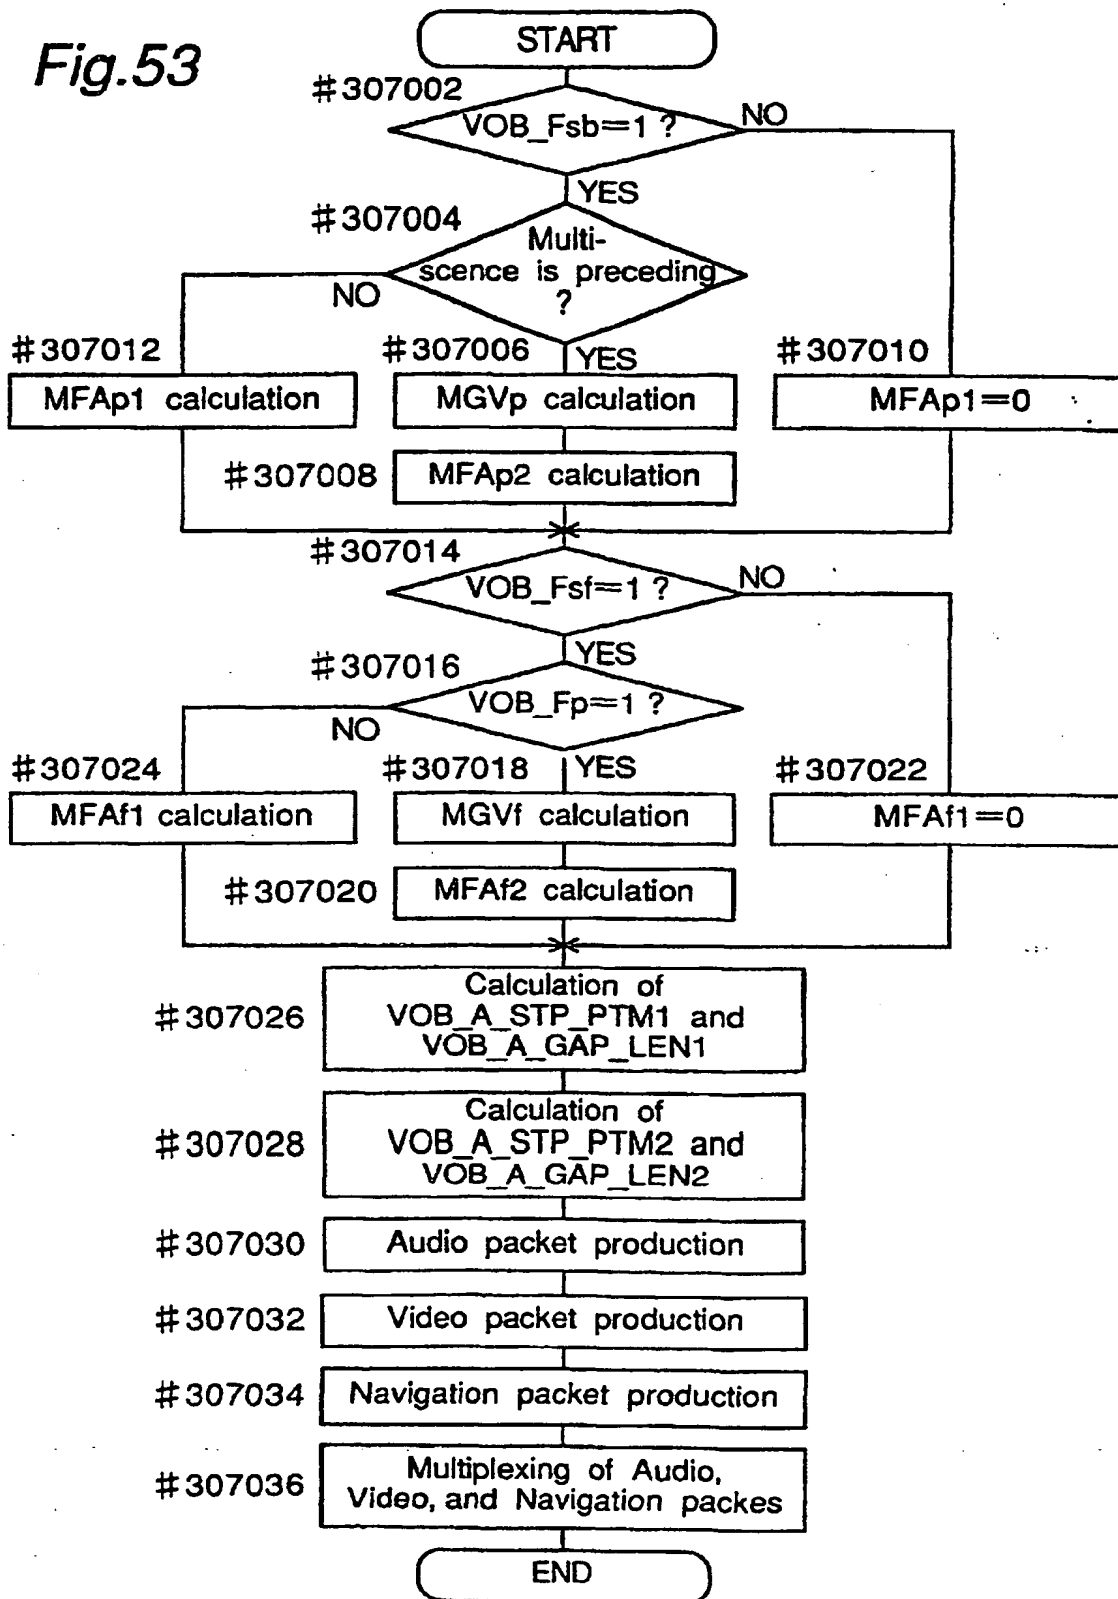 Fig.53
START
#307002
VOB_Fsb=1 ?
NO
YES
#307004
Multi-
scence is preceding
?
NO
YES
#307012
#307006
#307010
MFAp1 calculation
MGVp calculation
MFAp1=0
#307008
MFAp2 calculation
#307014
VOB_Fsf=1 ?
NO
YES
#307016
VOB_Fp=1 ?
NO
YES
#307024
#307018
#307022
MFAf1 calculation
MGVf calculation
MFAf1=0
#307020
MFAf2 calculation
#307026
Calculation of
VOB_A_STP_PTM1 and
VOB_A_GAP_LEN1
#307028
Calculation of
VOB_A_STP_PTM2 and
VOB_A_GAP_LEN2
#307030
Audio packet production
#307032
Video packet production
#307034
Navigation packet production
#307036
Multiplexing of Audio,
Video, and Navigation packes
END